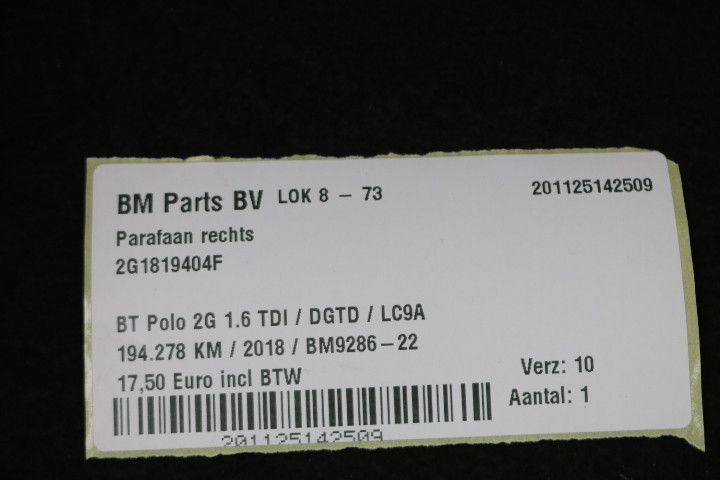 BM Parts BV LOK 8 - 73 201125142509
Parafaan rechts
2G1819404F
BT Polo 2G 1.6 TDI / DGTD / LC9A
194.278 KM / 2018 / BM9286-22
17,50 Euro incl BTW
Verz: 10
Aantal: 1
201125142509